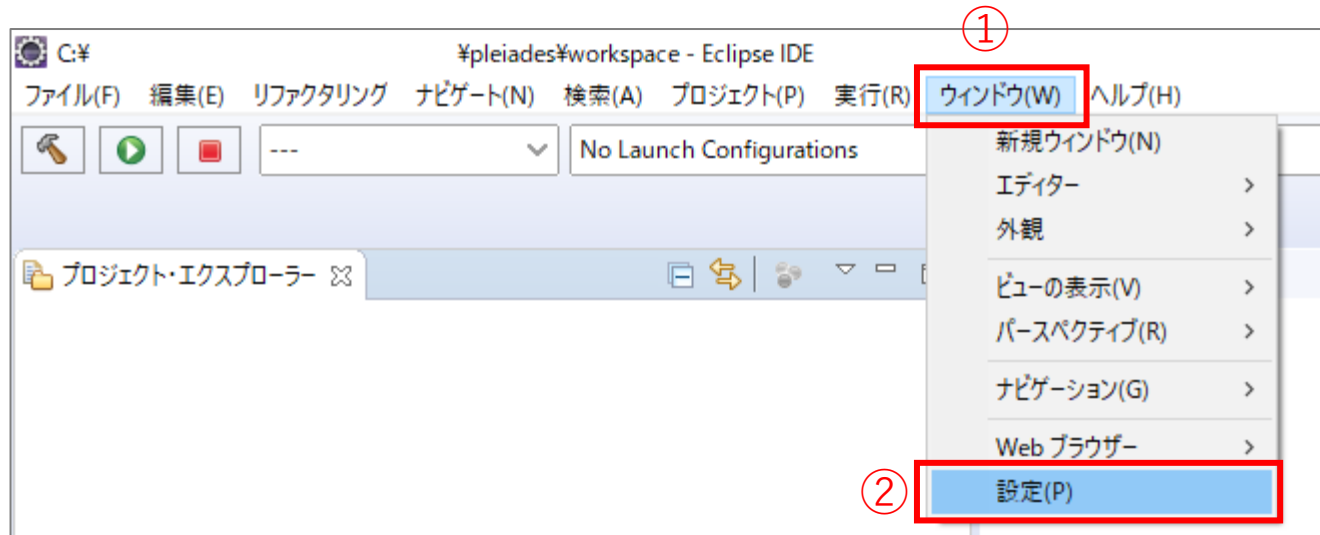 ①
C:¥ ¥pleiades¥workspace - Eclipse IDE
ファイル(F) 編集(E) リファクタリング ナビゲート(N) 検索(A) プロジェクト(P) 実行(R) ウィンドウ(W) ヘルプ(H)
--- No Launch Configurations
新規ウィンドウ(N)
エディター
外観
プロジェクト・エクスプローラー
ビューの表示(V)
パースペクティブ(R)
ナビゲーション(G)
Web ブラウザー
② 設定(P)